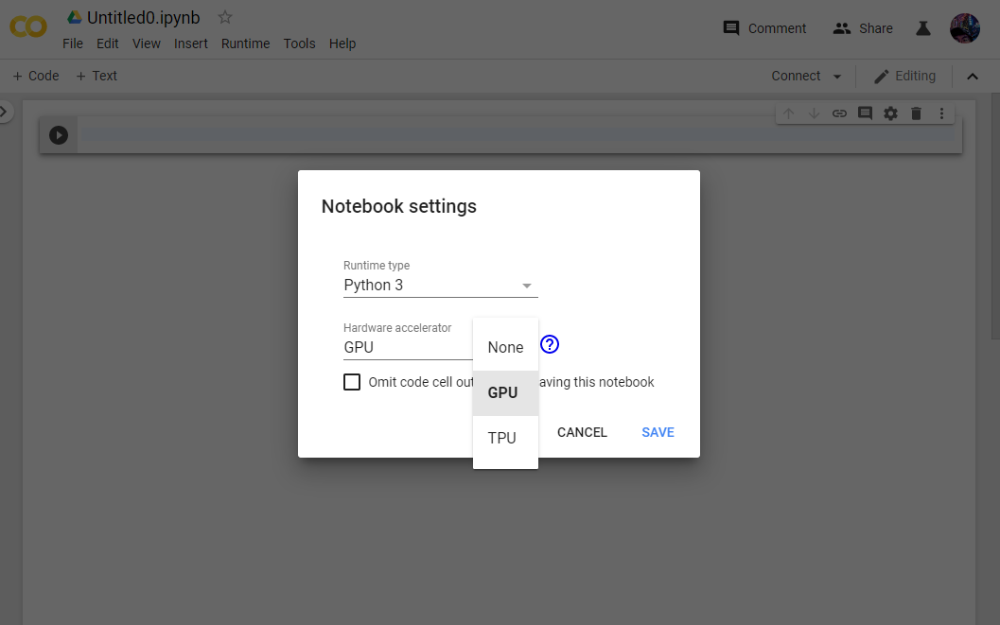 Untitled0.ipynb
Comment Share
File Edit View Insert Runtime Tools Help
+ Code + Text Connect Editing
Notebook settings
Runtime type
Python 3
Hardware accelerator
GPU
None
GPU
TPU
Omit code cell out aving this notebook
CANCEL SAVE